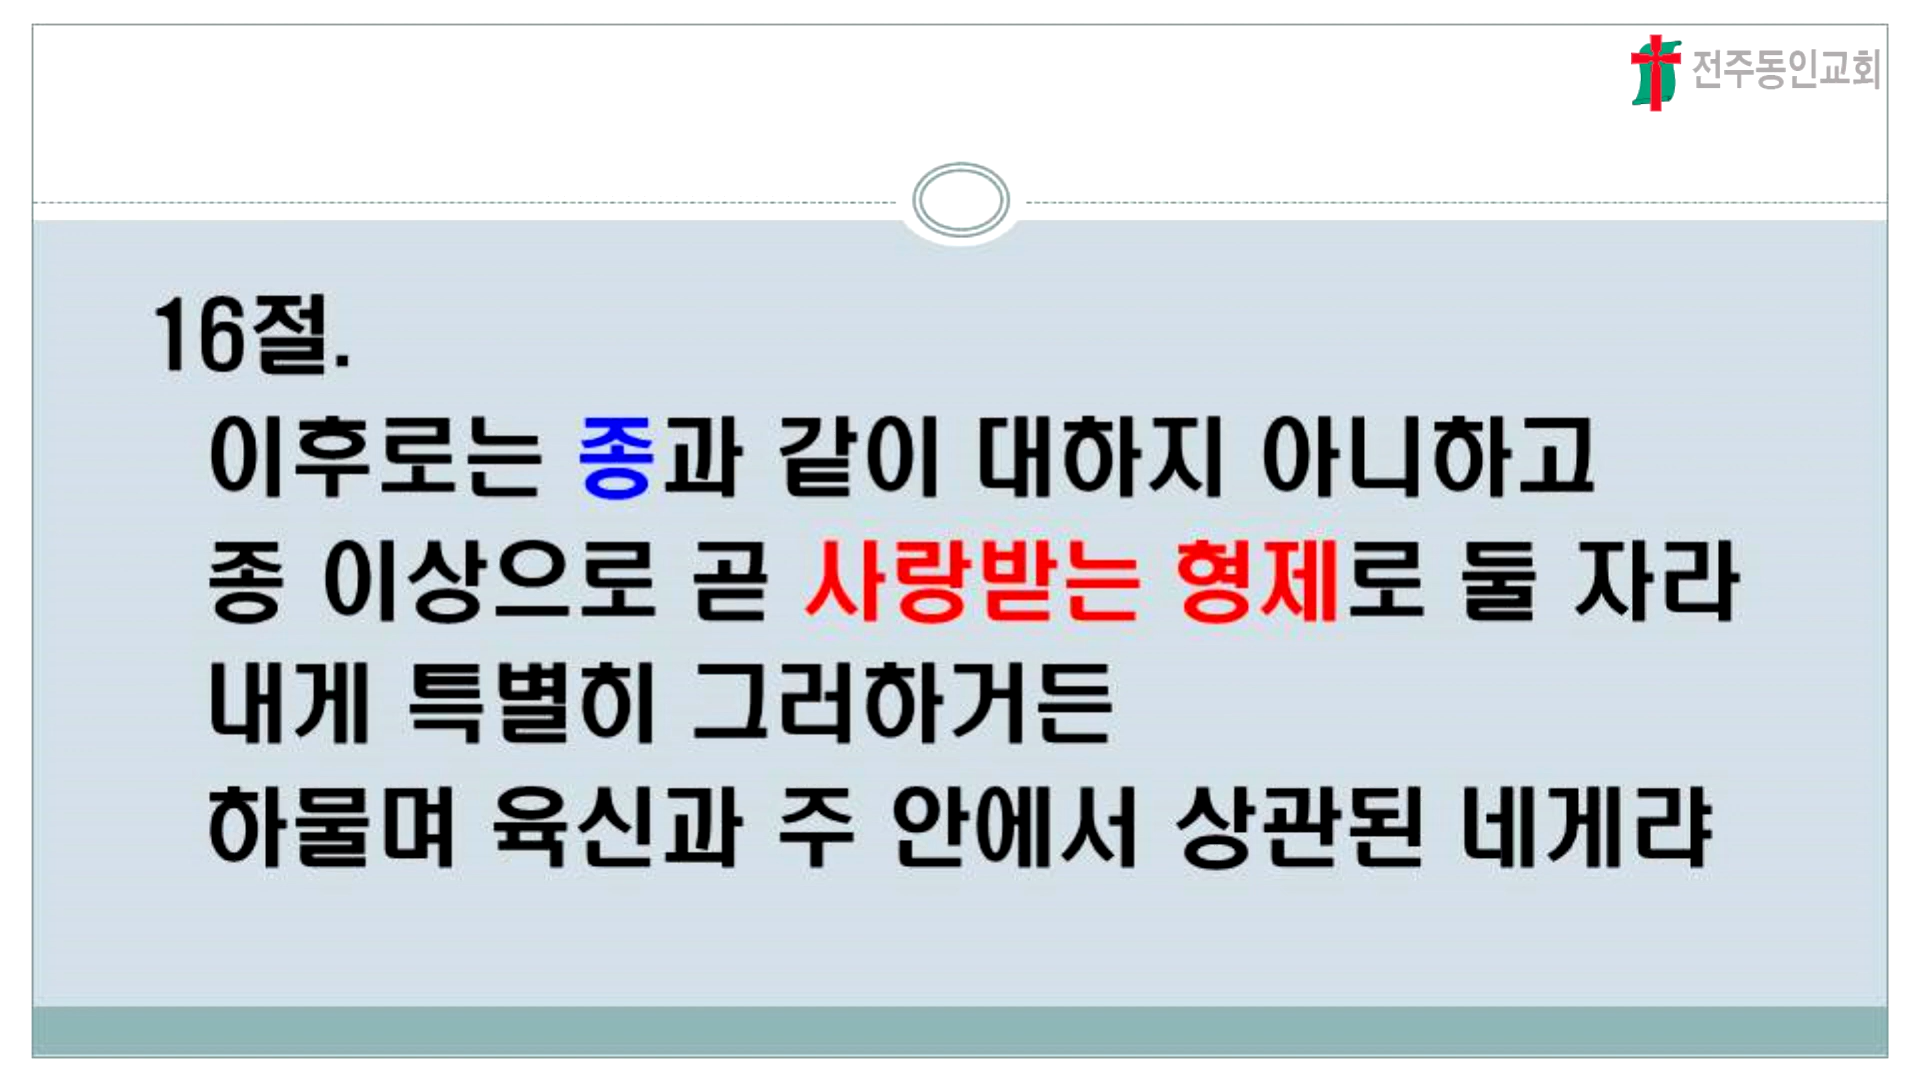 전주동인교회
16절.
이후로는 종과 같이 대하지 아니하고
종 이상으로 곧 사랑받는 형제로 둘 자라
내게 특별히 그러하거든
하물며 육신과 주 안에서 상관된 네게랴